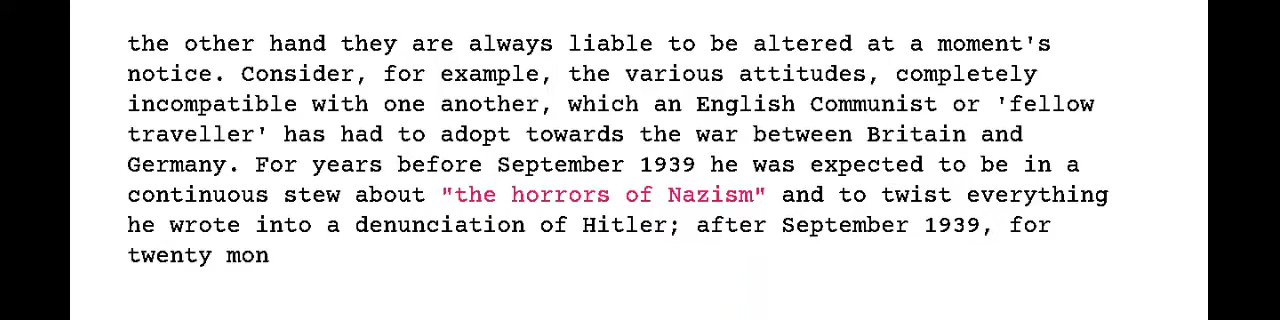 the other hand they are always liable to be altered at a moment's
notice. Consider, for example, the various attitudes, completely
incompatible with one another, which an English Communist or 'fellow
traveller' has had to adopt towards the war between Britain and
Germany. For years before September 1939 he was expected to be in a
continuous stew about "the horrors of Nazism" and to twist everything
he wrote into a denunciation of Hitler; after September 1939, for
twenty mon